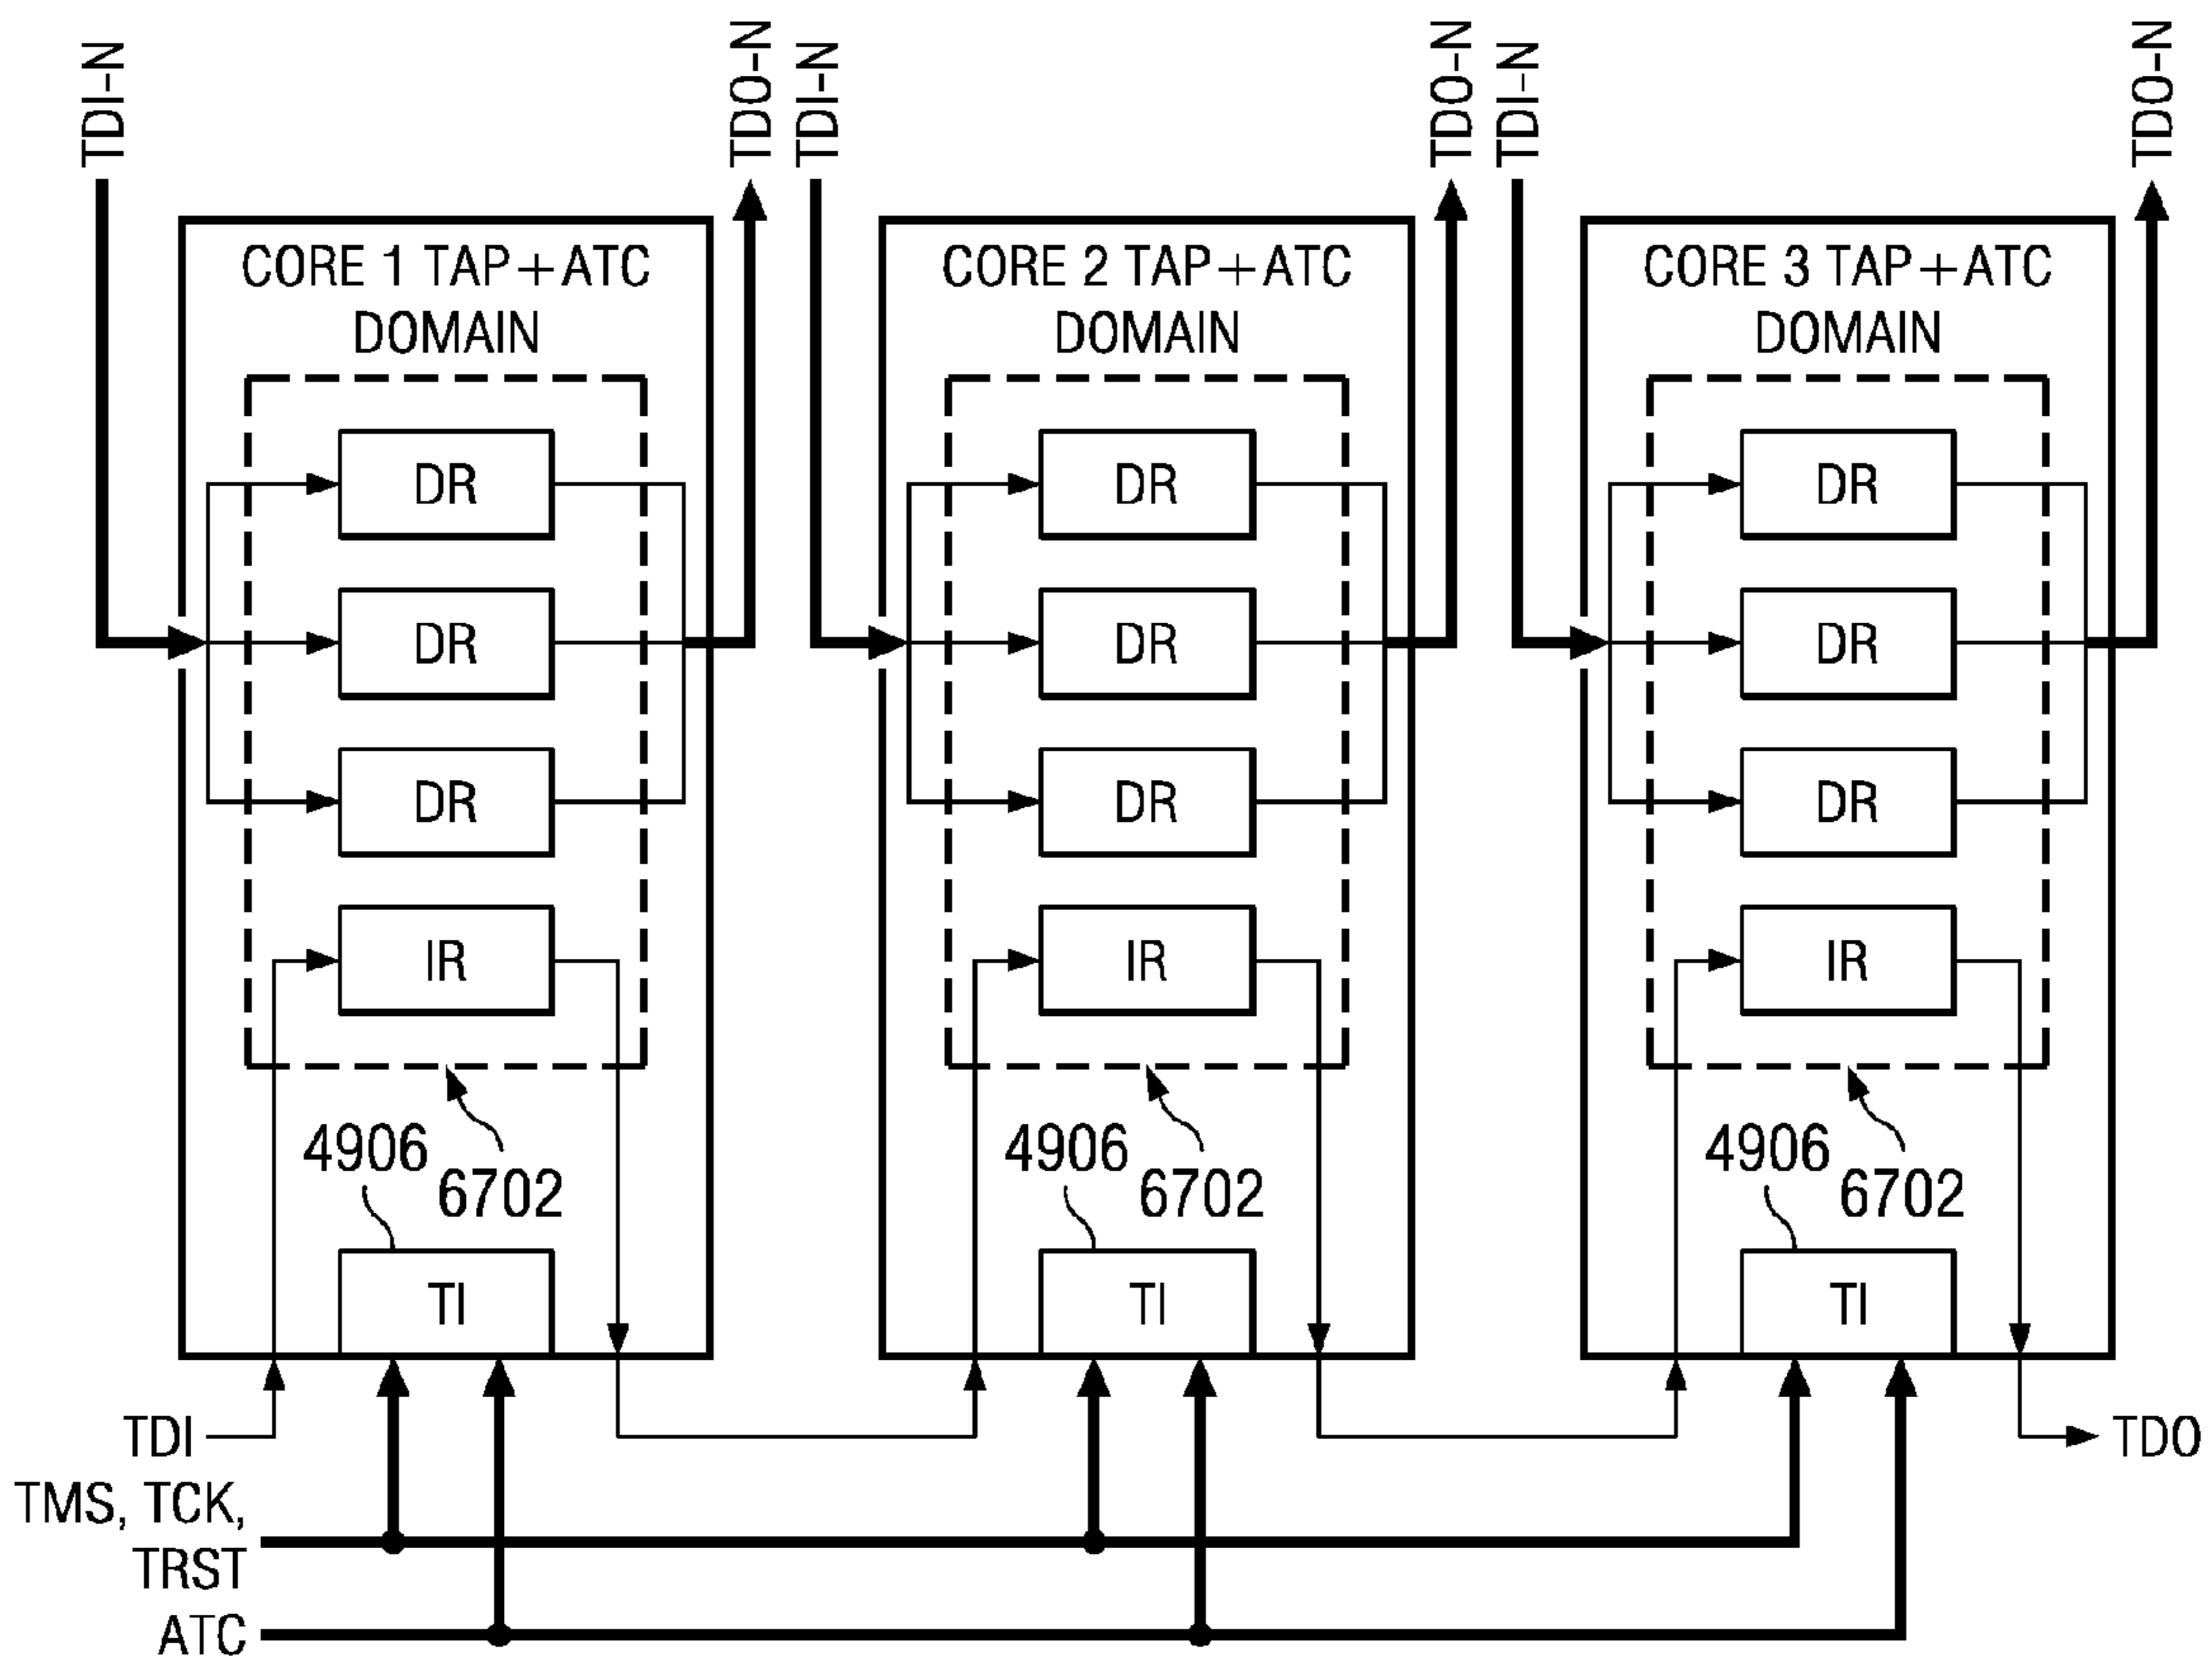 TDI-N
TDO-N
TDI-N
TDO-N
TDI-N
TDO-N
CORE 1 TAP+ATC
DOMAIN
DR
DR
DR
IR
4906
6702
TI
CORE 2 TAP+ATC
DOMAIN
DR
DR
DR
IR
4906
6702
TI
CORE 3 TAP+ATC
DOMAIN
DR
DR
DR
IR
4906
6702
TI
TDI
TDO
TMS, TCK,
TRST
ATC